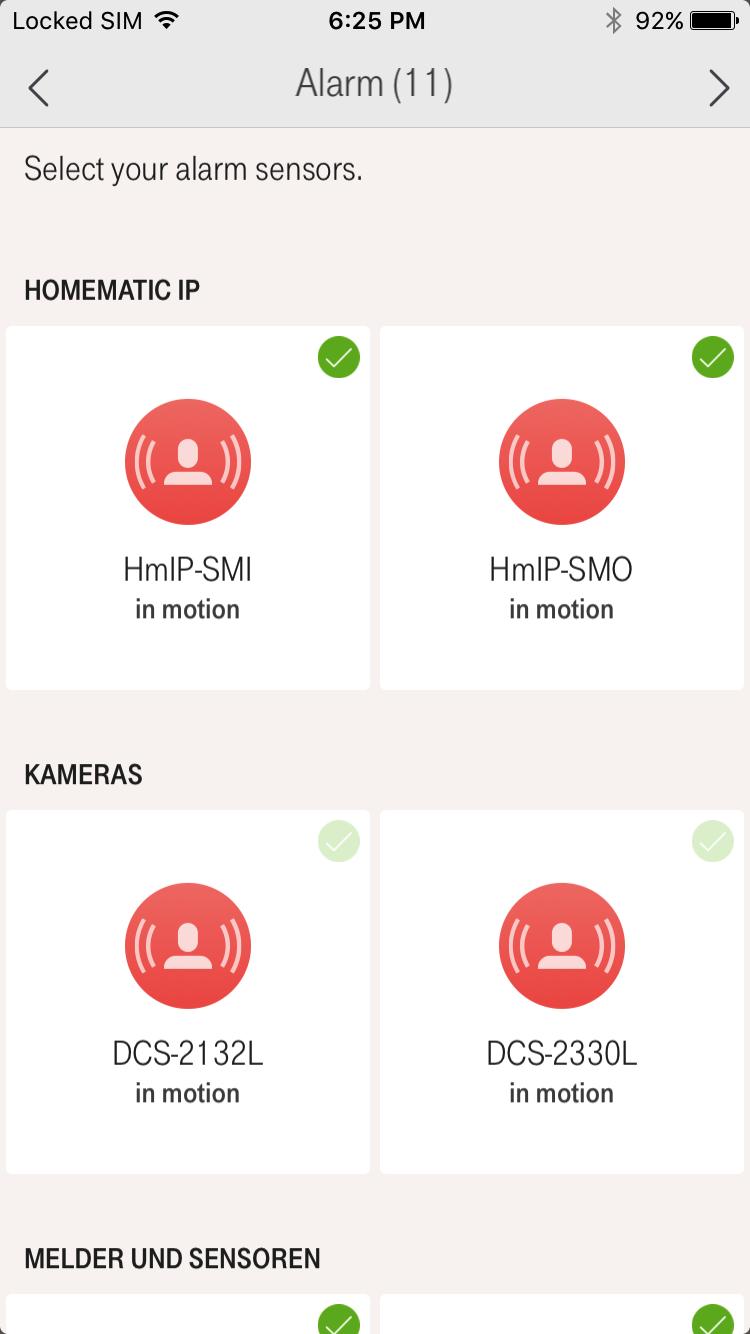 Locked SIM 6:25 PM 92%
Alarm (11)
Select your alarm sensors.
HOMEMATIC IP
HmIP-SMI HmIP-SMO
in motion in motion
KAMERAS
DCS-2132L DCS-2330L
in motion in motion
MELDER UND SENSOREN